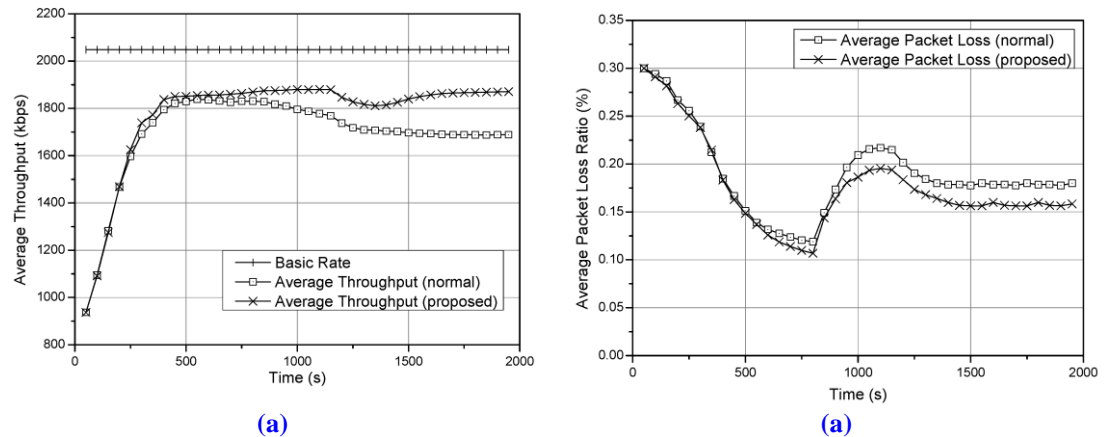 2200
2000
1800
1600
1400
1200
1000
800
Average Throughput (kbps)
Basic Rate
Average Throughput (normal)
Average Throughput (proposed)
0
500
1000
1500
2000
Time (s)
(a)
0.35
0.30
0.25
0.20
0.15
0.10
0.05
0.00
Average Packet Loss Ratio (%)
Average Packet Loss (normal)
Average Packet Loss (proposed)
0
500
1000
1500
2000
Time (s)
(a)